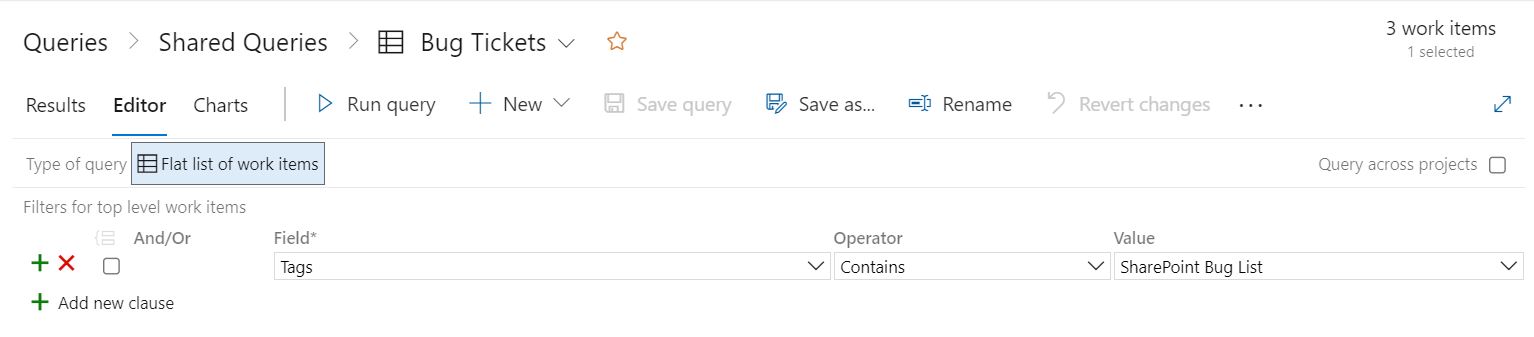 Queries > Shared Queries > Bug Tickets
3 work items
1 selected
Results Editor Charts Run query New Save query Save as... Rename Revert changes ...
Type of query Flat list of work items Query across projects
Filters for top level work items
And/Or Field* Operator Value
Tags Contains SharePoint Bug List
Add new clause